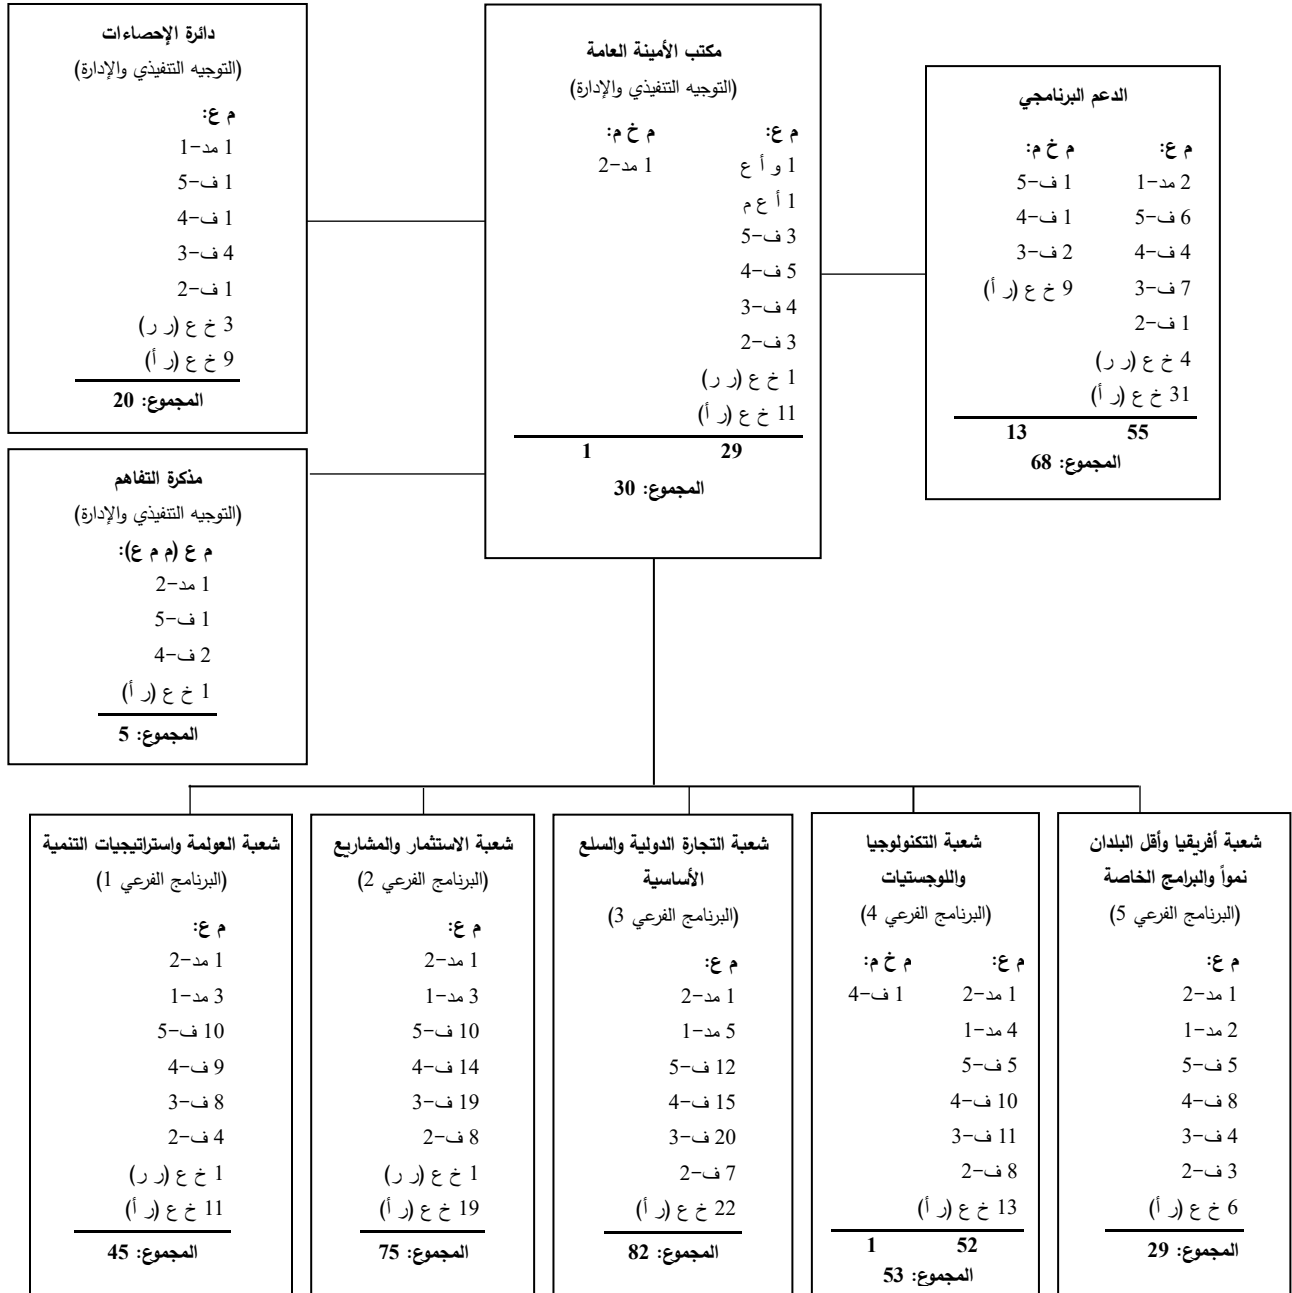 دائرة الإحصاءات
(التوجيه التنفيذي والإدارة)
م ع:
1 مد-1
1 ف-5
1 ف-4
4 ف-3
1 ف-2
3 خ ع (ر ر)
9 خ ع (ر أ)
المجموع: 20
مذكرة التفاهم
(التوجيه التنفيذي والإدارة)
م ع (م م ع):
1 مد-2
1 ف-5
2 ف-4
1 خ ع (ر أ)
المجموع: 5
مكتب الأمينة العامة
(التوجيه التنفيذي والإدارة)
م ع: م خ م:
1 و أ ع 1 مد-2
1 أ ع م
3 ف-5
5 ف-4
4 ف-3
3 ف-2
1 خ ع (ر ر)
11 خ ع (ر أ)
29 1
المجموع: 30
الدعم البرنامجي
م ع: م خ م:
2 مد-1 1 ف-5
6 ف-5 1 ف-4
4 ف-4 2 ف-3
7 ف-3 9 خ ع (ر أ)
1 ف-2
4 خ ع (ر ر)
31 خ ع (ر أ)
55 13
المجموع: 68
شعبة أفريقيا وأقل البلدان
نمواً والبرامج الخاصة
(البرنامج الفرعي 5)
م ع:
1 مد-2
2 مد-1
5 ف-5
8 ف-4
4 ف-3
3 ف-2
6 خ ع (ر أ)
المجموع: 29
شعبة التكنولوجيا
واللوجستيات
(البرنامج الفرعي 4)
م ع: م خ م:
1 مد-2 1 ف-4
4 مد-1
5 ف-5
10 ف-4
11 ف-3
8 ف-2
13 خ ع (ر أ)
52 1
المجموع: 53
شعبة التجارة الدولية والسلع
الأساسية
(البرنامج الفرعي 3)
م ع:
1 مد-2
5 مد-1
12 ف-5
15 ف-4
20 ف-3
7 ف-2
22 خ ع (ر أ)
المجموع: 82
شعبة الاستثمار والمشاريع
(البرنامج الفرعي 2)
م ع:
1 مد-2
3 مد-1
10 ف-5
14 ف-4
19 ف-3
8 ف-2
1 خ ع (ر ر)
19 خ ع (ر أ)
المجموع: 75
شعبة العولمة واستراتيجيات التنمية
(البرنامج الفرعي 1)
م ع:
1 مد-2
3 مد-1
10 ف-5
9 ف-4
8 ف-3
4 ف-2
1 خ ع (ر ر)
11 خ ع (ر أ)
المجموع: 45